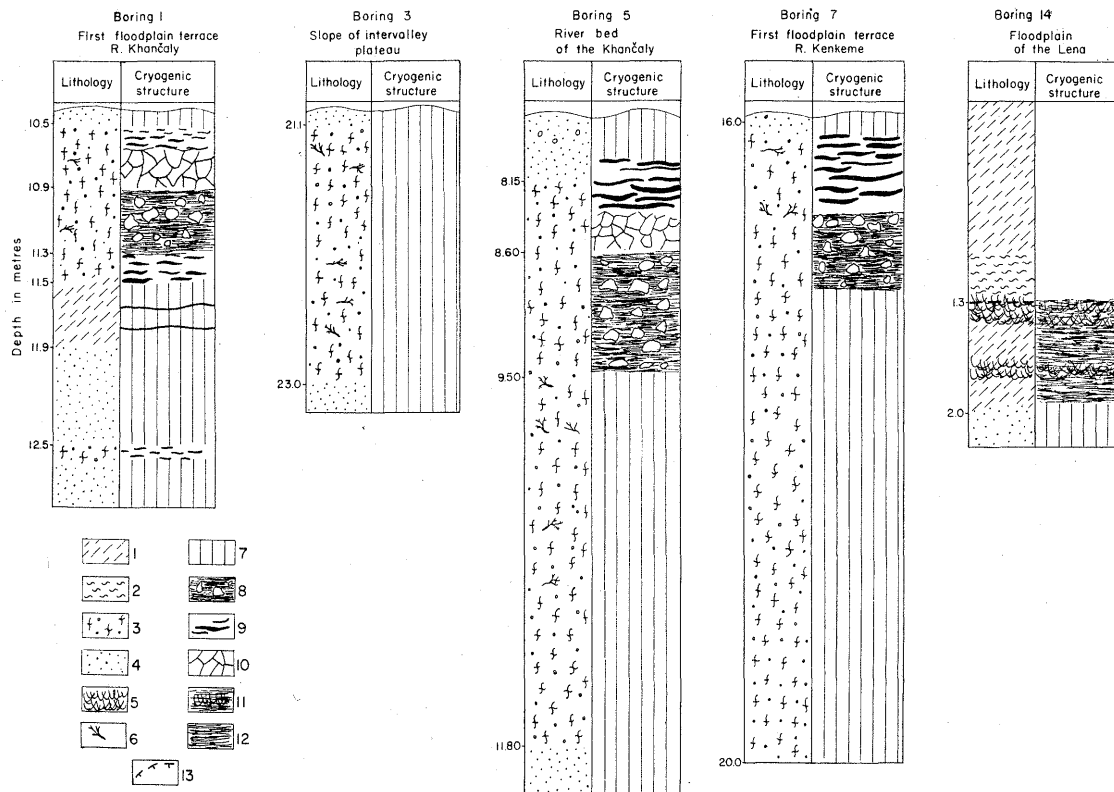 Boring 1
First floodplain terrace
R. Khančaly
Lithology
Cryogenic
structure
Depth in metres
10.5
10.9
11.3
11.5
11.9
12.5
Boring 3
Slope of intervalley
plateau
Lithology
Cryogenic
structure
21.1
23.0
Boring 5
River bed
of the Khančaly
Lithology
Cryogenic
structure
8.15
8.60
9.50
11.80
Boring 7
First floodplain terrace
R. Kenkeme
Lithology
Cryogenic
structure
16.0
20.0
Boring 14
Floodplain
of the Lena
Lithology
Cryogenic
structure
1.3
2.0
1
2
3
4
5
6
7
8
9
10
11
12
13